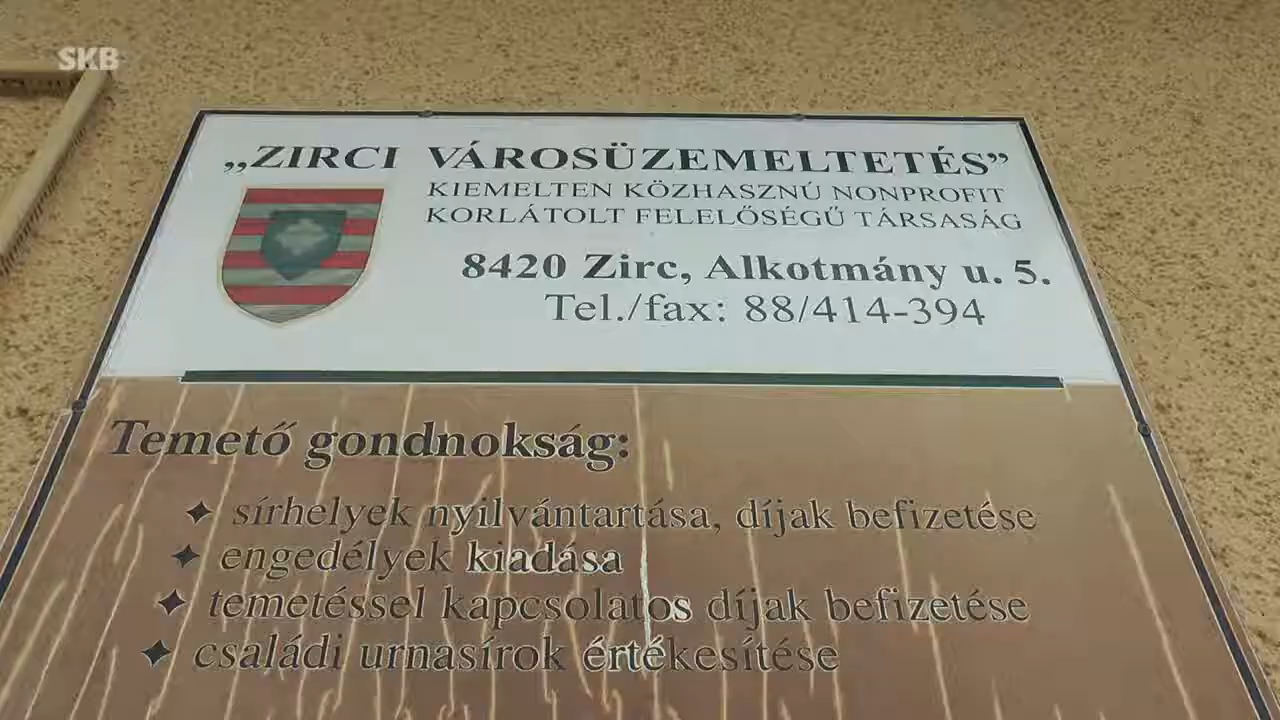 SKB
„ZIRCI VÁROSÜZEMELTETÉS”
KIEMELTEN KÖZHASZNÚ NONPROFIT
KORLÁTOLT FELELŐSÉGŰ TÁRSASÁG
8420 Zirc, Alkotmány u. 5.
Tel./fax: 88/414-394
Temető gondnokság:
✦ sírhelyek nyilvántartása, díjak befizetése
✦ engedélyek kiadása
✦ temetéssel kapcsolatos díjak befizetése
✦ családi urnasírok értékesítése